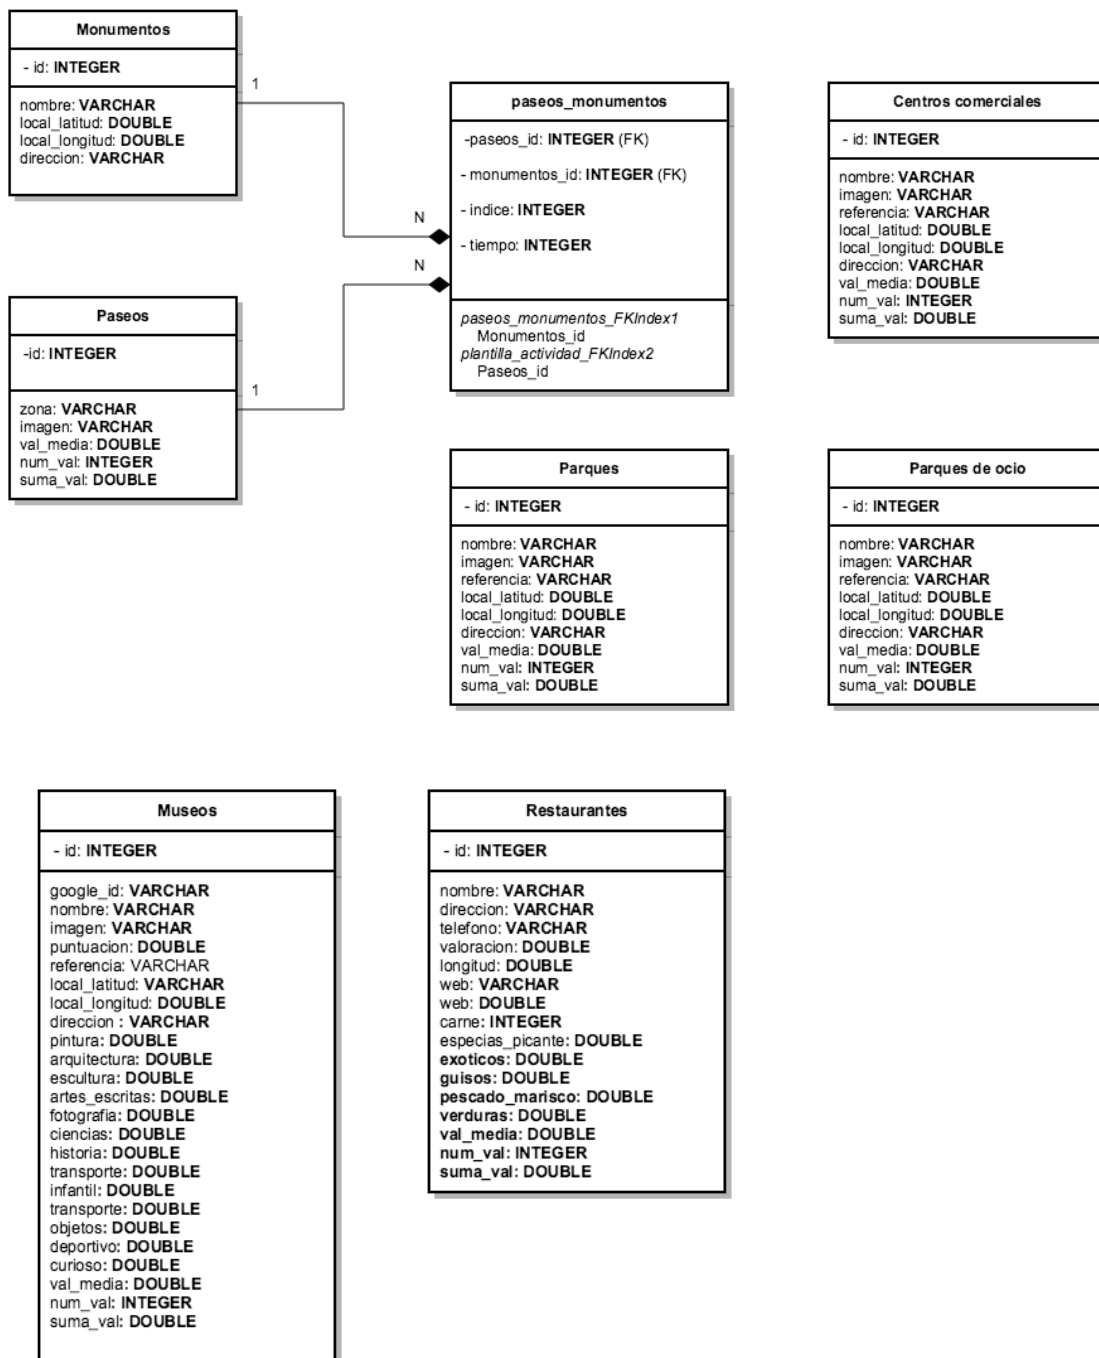 Monumentos
- id: INTEGER
nombre: VARCHAR
local_latitud: DOUBLE
local_longitud: DOUBLE
direccion: VARCHAR
1
paseos_monumentos
-paseos_id: INTEGER (FK)
- monumentos_id: INTEGER (FK)
- indice: INTEGER
- tiempo: INTEGER
N
N
paseos_monumentos_FKIndex1
Monumentos_id
plantilla_actividad_FKIndex2
Paseos_id
Centros comerciales
- id: INTEGER
nombre: VARCHAR
imagen: VARCHAR
referencia: VARCHAR
local_latitud: DOUBLE
local_longitud: DOUBLE
direccion: VARCHAR
val_media: DOUBLE
num_val: INTEGER
suma_val: DOUBLE
Paseos
-id: INTEGER
1
zona: VARCHAR
imagen: VARCHAR
val_media: DOUBLE
num_val: INTEGER
suma_val: DOUBLE
Parques
- id: INTEGER
nombre: VARCHAR
imagen: VARCHAR
referencia: VARCHAR
local_latitud: DOUBLE
local_longitud: DOUBLE
direccion: VARCHAR
val_media: DOUBLE
num_val: INTEGER
suma_val: DOUBLE
Parques de ocio
- id: INTEGER
nombre: VARCHAR
imagen: VARCHAR
referencia: VARCHAR
local_latitud: DOUBLE
local_longitud: DOUBLE
direccion: VARCHAR
val_media: DOUBLE
num_val: INTEGER
suma_val: DOUBLE
Museos
- id: INTEGER
google_id: VARCHAR
nombre: VARCHAR
imagen: VARCHAR
puntuacion: DOUBLE
referencia: VARCHAR
local_latitud: VARCHAR
local_longitud: DOUBLE
direccion : VARCHAR
pintura: DOUBLE
arquitectura: DOUBLE
escultura: DOUBLE
artes_escritas: DOUBLE
fotografia: DOUBLE
ciencias: DOUBLE
historia: DOUBLE
transporte: DOUBLE
infantil: DOUBLE
transporte: DOUBLE
objetos: DOUBLE
deportivo: DOUBLE
curioso: DOUBLE
val_media: DOUBLE
num_val: INTEGER
suma_val: DOUBLE
Restaurantes
- id: INTEGER
nombre: VARCHAR
direccion: VARCHAR
telefono: VARCHAR
valoracion: DOUBLE
longitud: DOUBLE
web: VARCHAR
web: DOUBLE
carne: INTEGER
especias_picante: DOUBLE
exoticos: DOUBLE
guisos: DOUBLE
pescado_marisco: DOUBLE
verduras: DOUBLE
val_media: DOUBLE
num_val: INTEGER
suma_val: DOUBLE